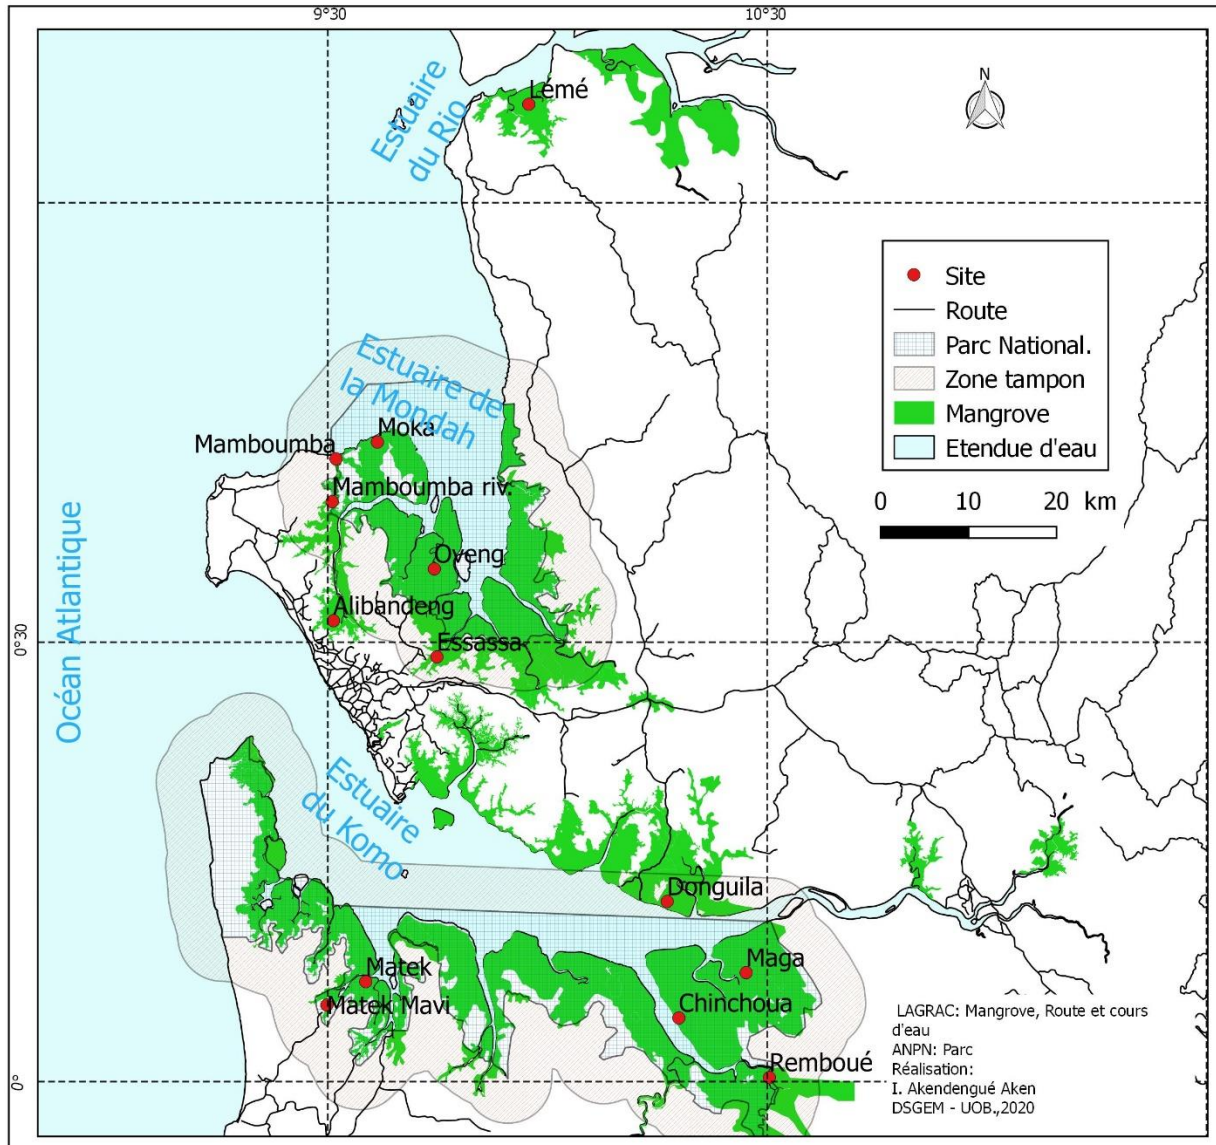 9°30
10°30
Estuaire
du Rio
Lémé
N
Site
Route
Parc National.
Zone tampon
Mangrove
Etendue d'eau
0 10 20 km
Estuaire de
la Mondah
Moka
Mamboumba
Mamboumba riv.
Oveng
Alibandeng
Essassa
Océan Atlantique
0°30
Estuaire
du Komo
Donguila
Matek
Matek Mavi
Maga
Chinchoua
Remboué
0°
LAGRAC: Mangrove, Route et cours
d'eau
ANPN: Parc
Réalisation:
I. Akendengué Aken
DSGEM - UOB.,2020